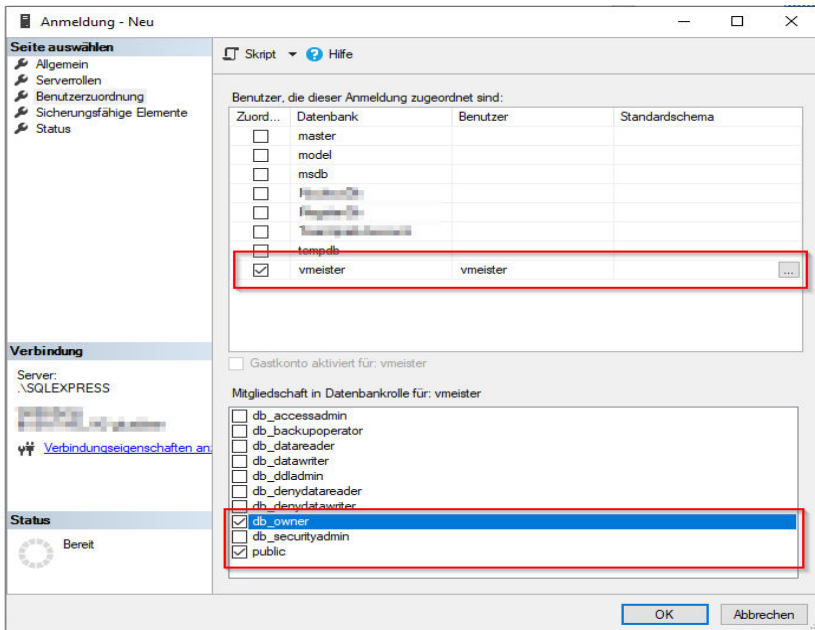 Anmeldung - Neu
Seite auswählen
Allgemein
Serverrollen
Benutzerzuordnung
Sicherungsfähige Elemente
Status
Skript Hilfe
Benutzer, die dieser Anmeldung zugeordnet sind:
Zuord... Datenbank Benutzer Standardschema
master
model
msdb
tempdb
vmeister vmeister ...
Gastkonto aktiviert für: vmeister
Mitgliedschaft in Datenbankrolle für: vmeister
db_accessadmin
db_backupoperator
db_datareader
db_datawriter
db_ddladmin
db_denydatareader
db_denydatawriter
db_owner
db_securityadmin
public
Verbindung
Server:
.\SQLEXPRESS
Verbindungseigenschaften an:
Status
Bereit
OK Abbrechen